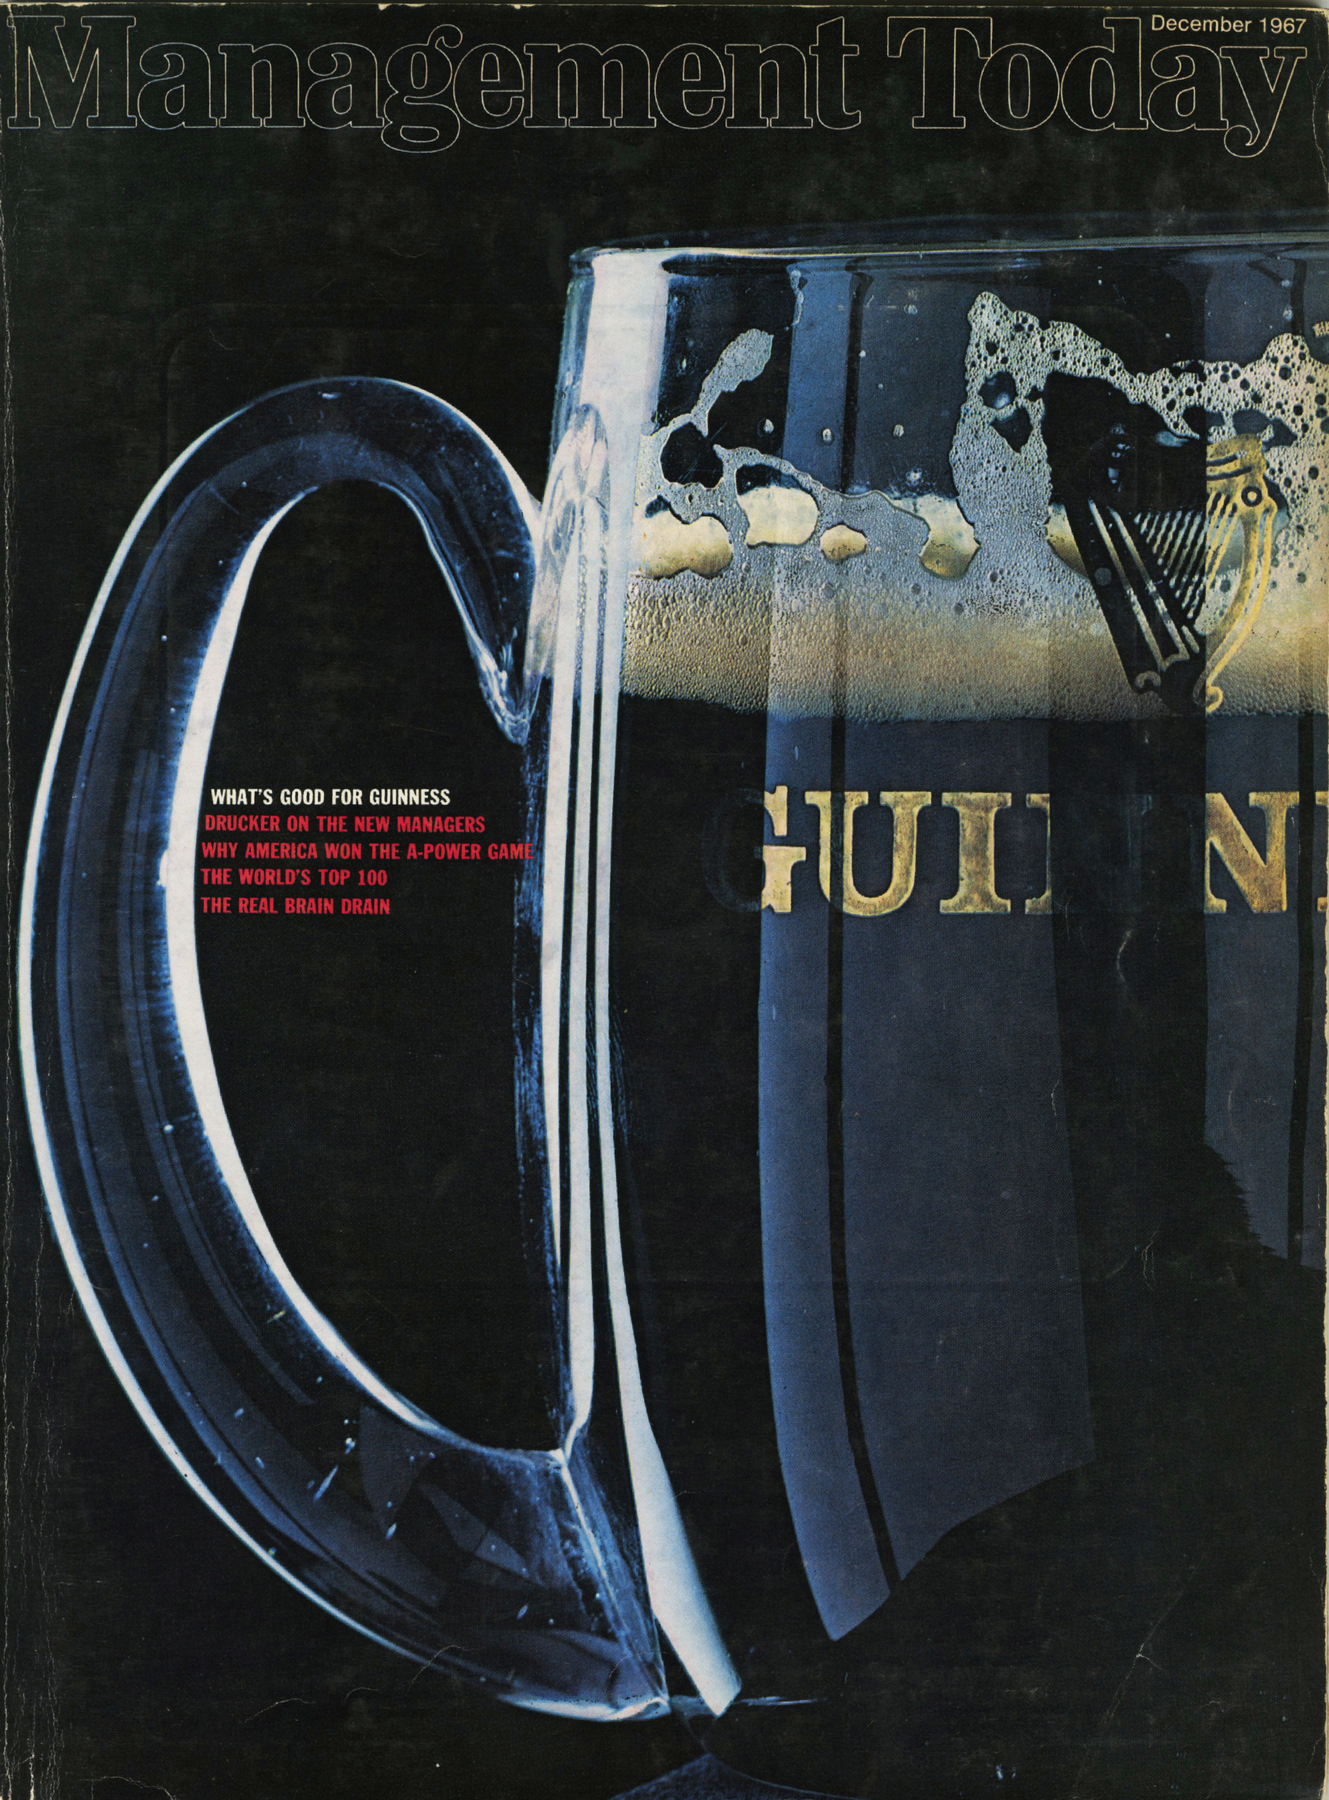 December 1967
Management Today
WHAT'S GOOD FOR GUINNESS
DRUCKER ON THE NEW MANAGERS
WHY AMERICA WON THE A-POWER GAME
THE WORLD'S TOP 100
THE REAL BRAIN DRAIN
GUINN